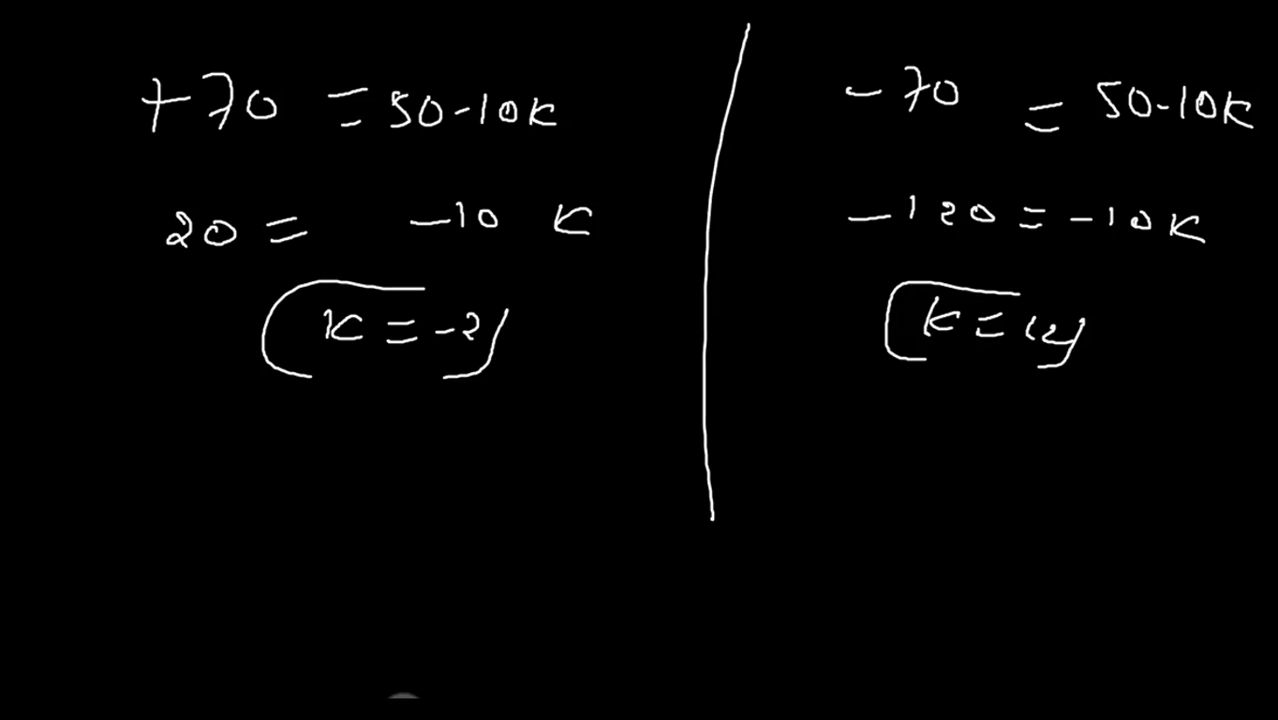 +70 = 50-10K
20 = -10 K
K = -2
-70 = 50-10K
-120 = -10K
K = 12